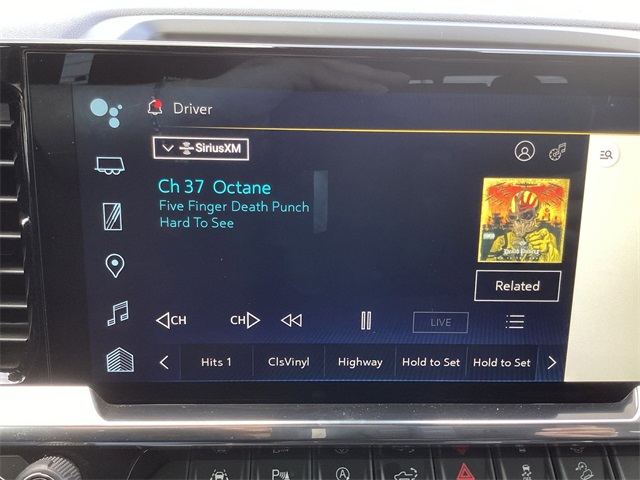 Driver
SiriusXM
Ch 37 Octane
Five Finger Death Punch
Hard To See
Related
CH
CH
LIVE
Hits 1
ClsVinyl
Highway
Hold to Set
Hold to Set